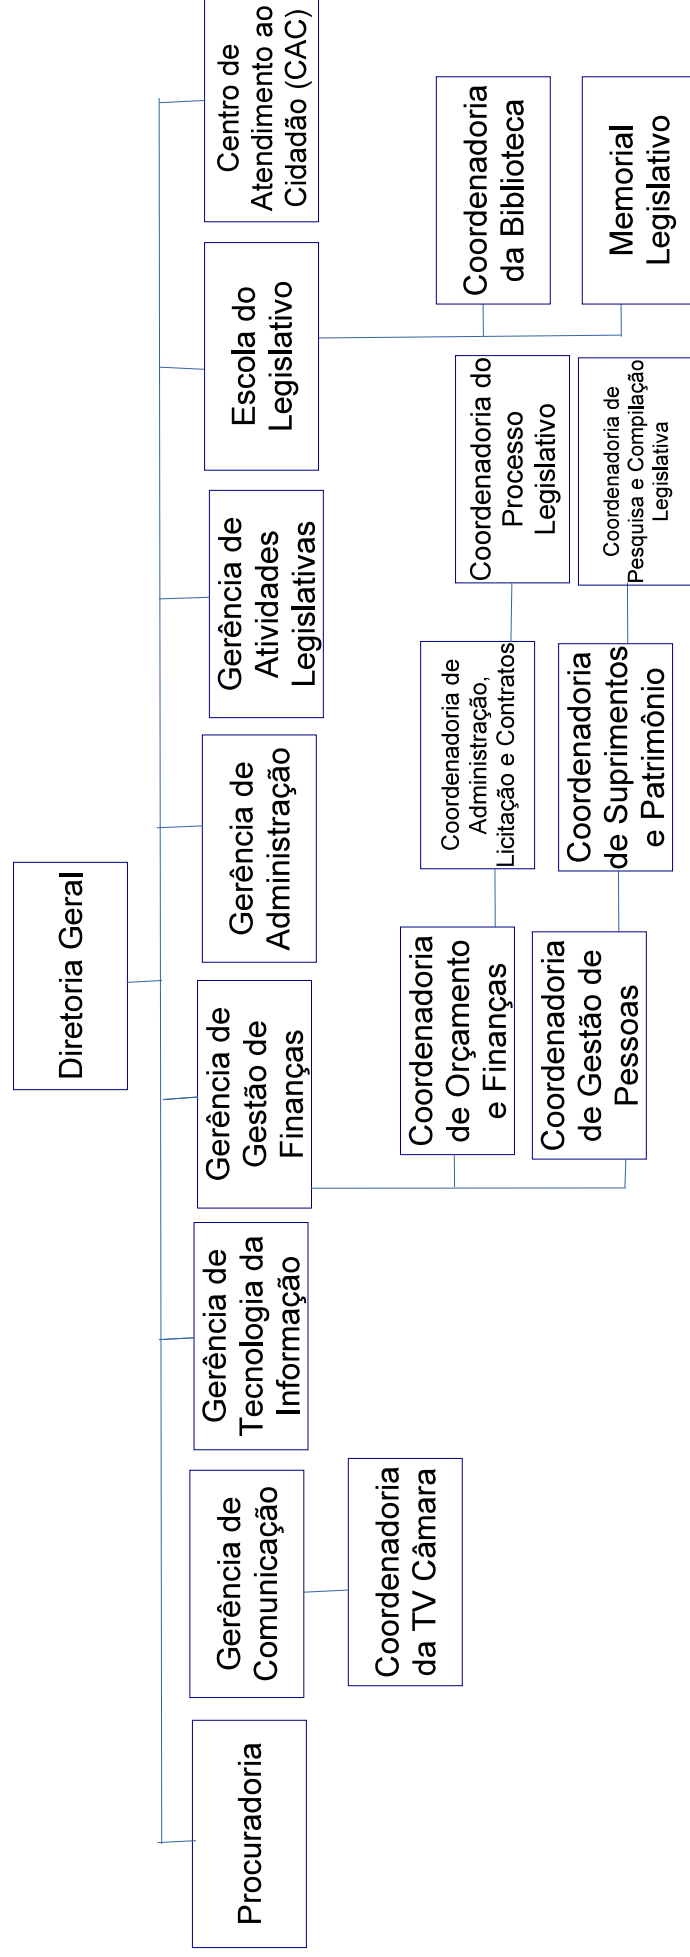 Diretoria Geral
Procuradoria
Gerência de
Comunicação
Gerência de
Tecnologia da
Informação
Gerência de
Gestão de
Finanças
Gerência de
Administração
Gerência de
Atividades
Legislativas
Escola do
Legislativo
Centro de
Atendimento ao
Cidadão (CAC)
Coordenadoria
da TV Câmara
Coordenadoria
de Orçamento
e Finanças
Coordenadoria de
Administração,
Licitação e Contratos
Coordenadoria do
Processo
Legislativo
Coordenadoria
da Biblioteca
Coordenadoria
de Gestão de
Pessoas
Coordenadoria
de Suprimentos
e Patrimônio
Coordenadoria de
Pesquisa e Compilação
Legislativa
Memorial
Legislativo